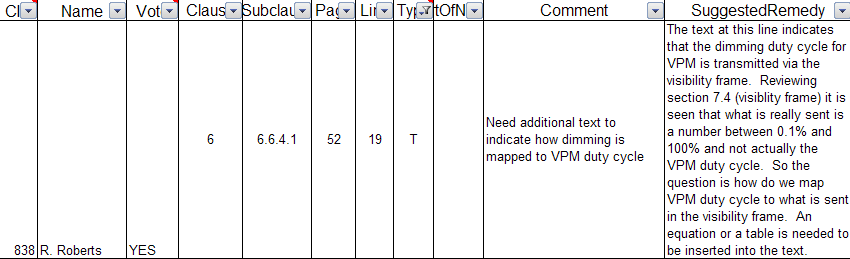 Cl Name Vot Claus Subclau Pag Lin Typ rtOfN Comment SuggestedRemedy
The text at this line indicates
that the dimming duty cycle for
VPM is transmitted via the
visibility frame. Reviewing
section 7.4 (visiblity frame) it is
seen that what is really sent is
a number between 0.1% and
100% and not actually the
VPM duty cycle. So the
question is how do we map
VPM duty cycle to what is sent
in the visibility frame. An
equation or a table is needed to
be inserted into the text.
Need additional text to
indicate how dimming is
mapped to VPM duty cycle
6 6.6.4.1 52 19 T
838 R. Roberts YES